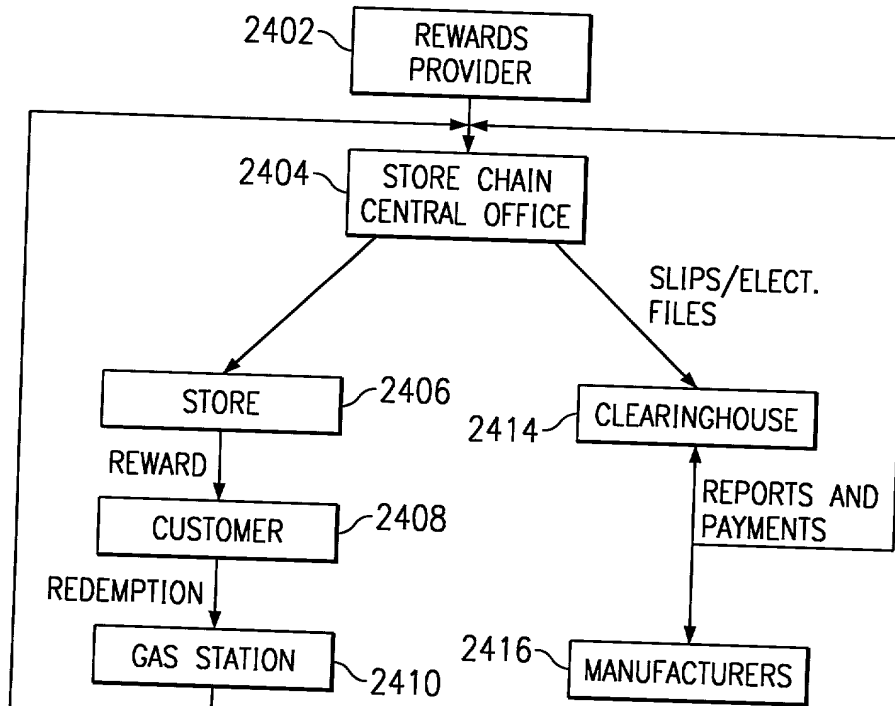 2402
REWARDS
PROVIDER
2404
STORE CHAIN
CENTRAL OFFICE
SLIPS/ELECT.
FILES
STORE
2406
2414
CLEARINGHOUSE
REWARD
REPORTS AND
PAYMENTS
CUSTOMER
2408
REDEMPTION
GAS STATION
2410
2416
MANUFACTURERS